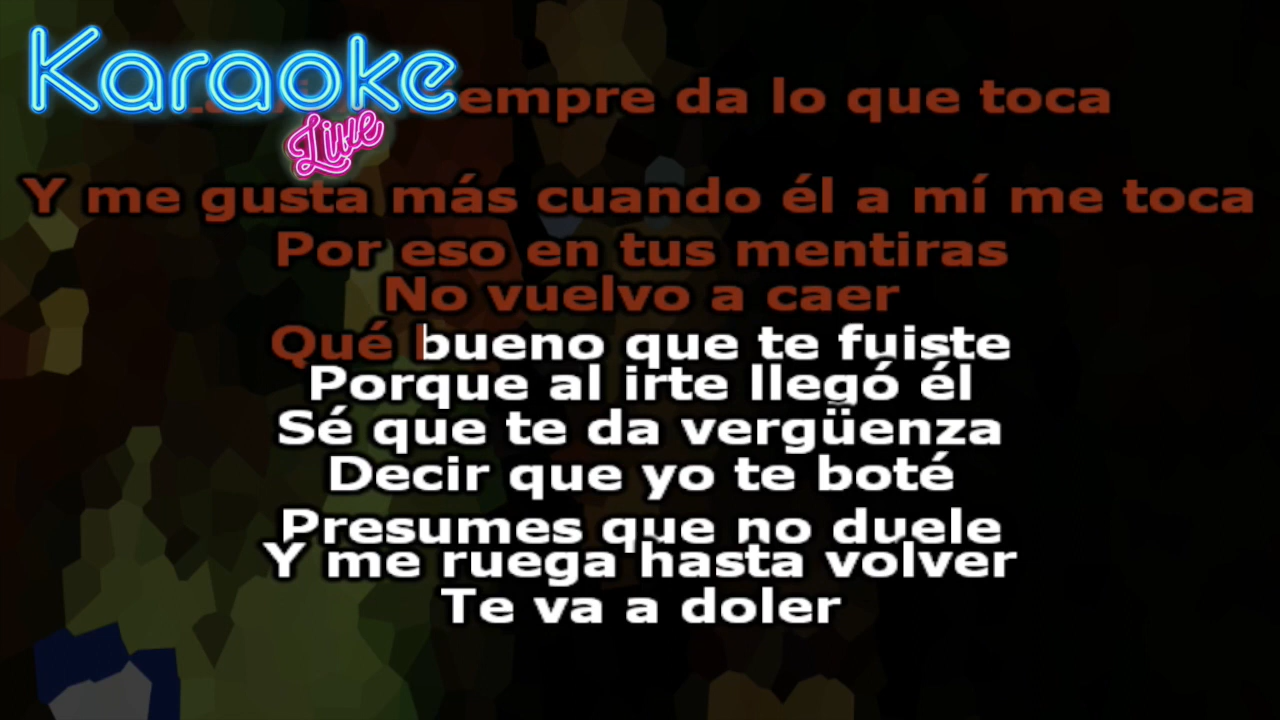 Karaoke
Live
empre da lo que toca
Y me gusta más cuando él a mí me toca
Por eso en tus mentiras
No vuelvo a caer
Qué bueno que te fuiste
Porque al irte llegó él
Sé que te da vergüenza
Decir que yo te boté
Presumes que no duele
Y me ruega hasta volver
Te va a doler